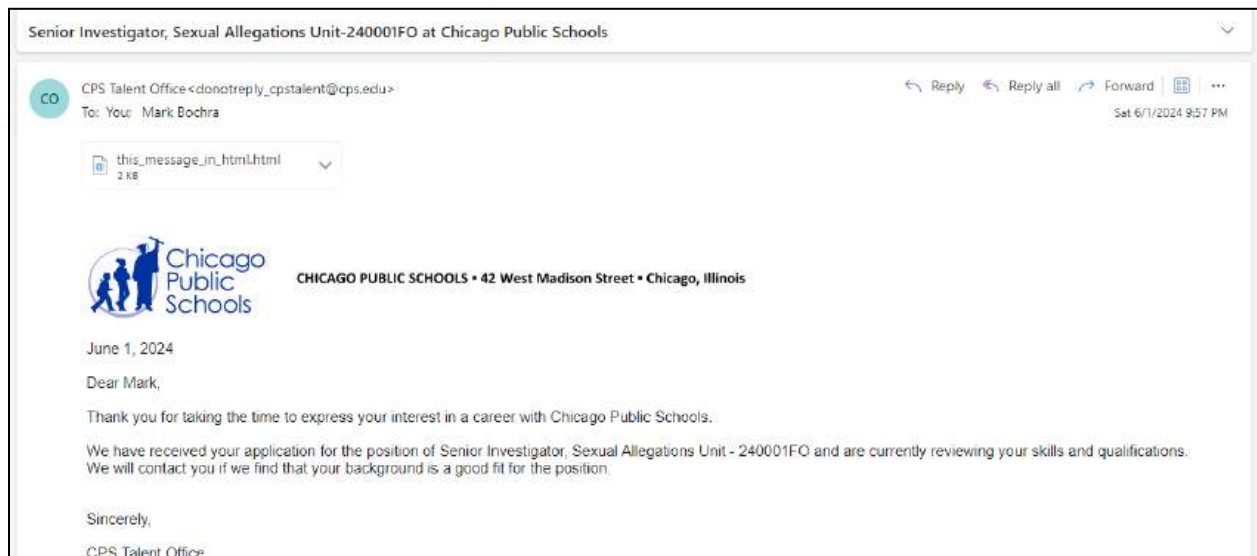 Senior Investigator, Sexual Allegations Unit-240001FO at Chicago Public Schools
CO
CPS Talent Office<donotreply_cpstalent@cps.edu>
Reply Reply all Forward
To: You; Mark Bochra
Sat 6/1/2024 9:57 PM
this_message_in_html.html
2 KB
Chicago
Public
Schools
CHICAGO PUBLIC SCHOOLS • 42 West Madison Street • Chicago, Illinois
June 1, 2024
Dear Mark,
Thank you for taking the time to express your interest in a career with Chicago Public Schools.
We have received your application for the position of Senior Investigator, Sexual Allegations Unit - 240001FO and are currently reviewing your skills and qualifications.
We will contact you if we find that your background is a good fit for the position.
Sincerely,
CPS Talent Office